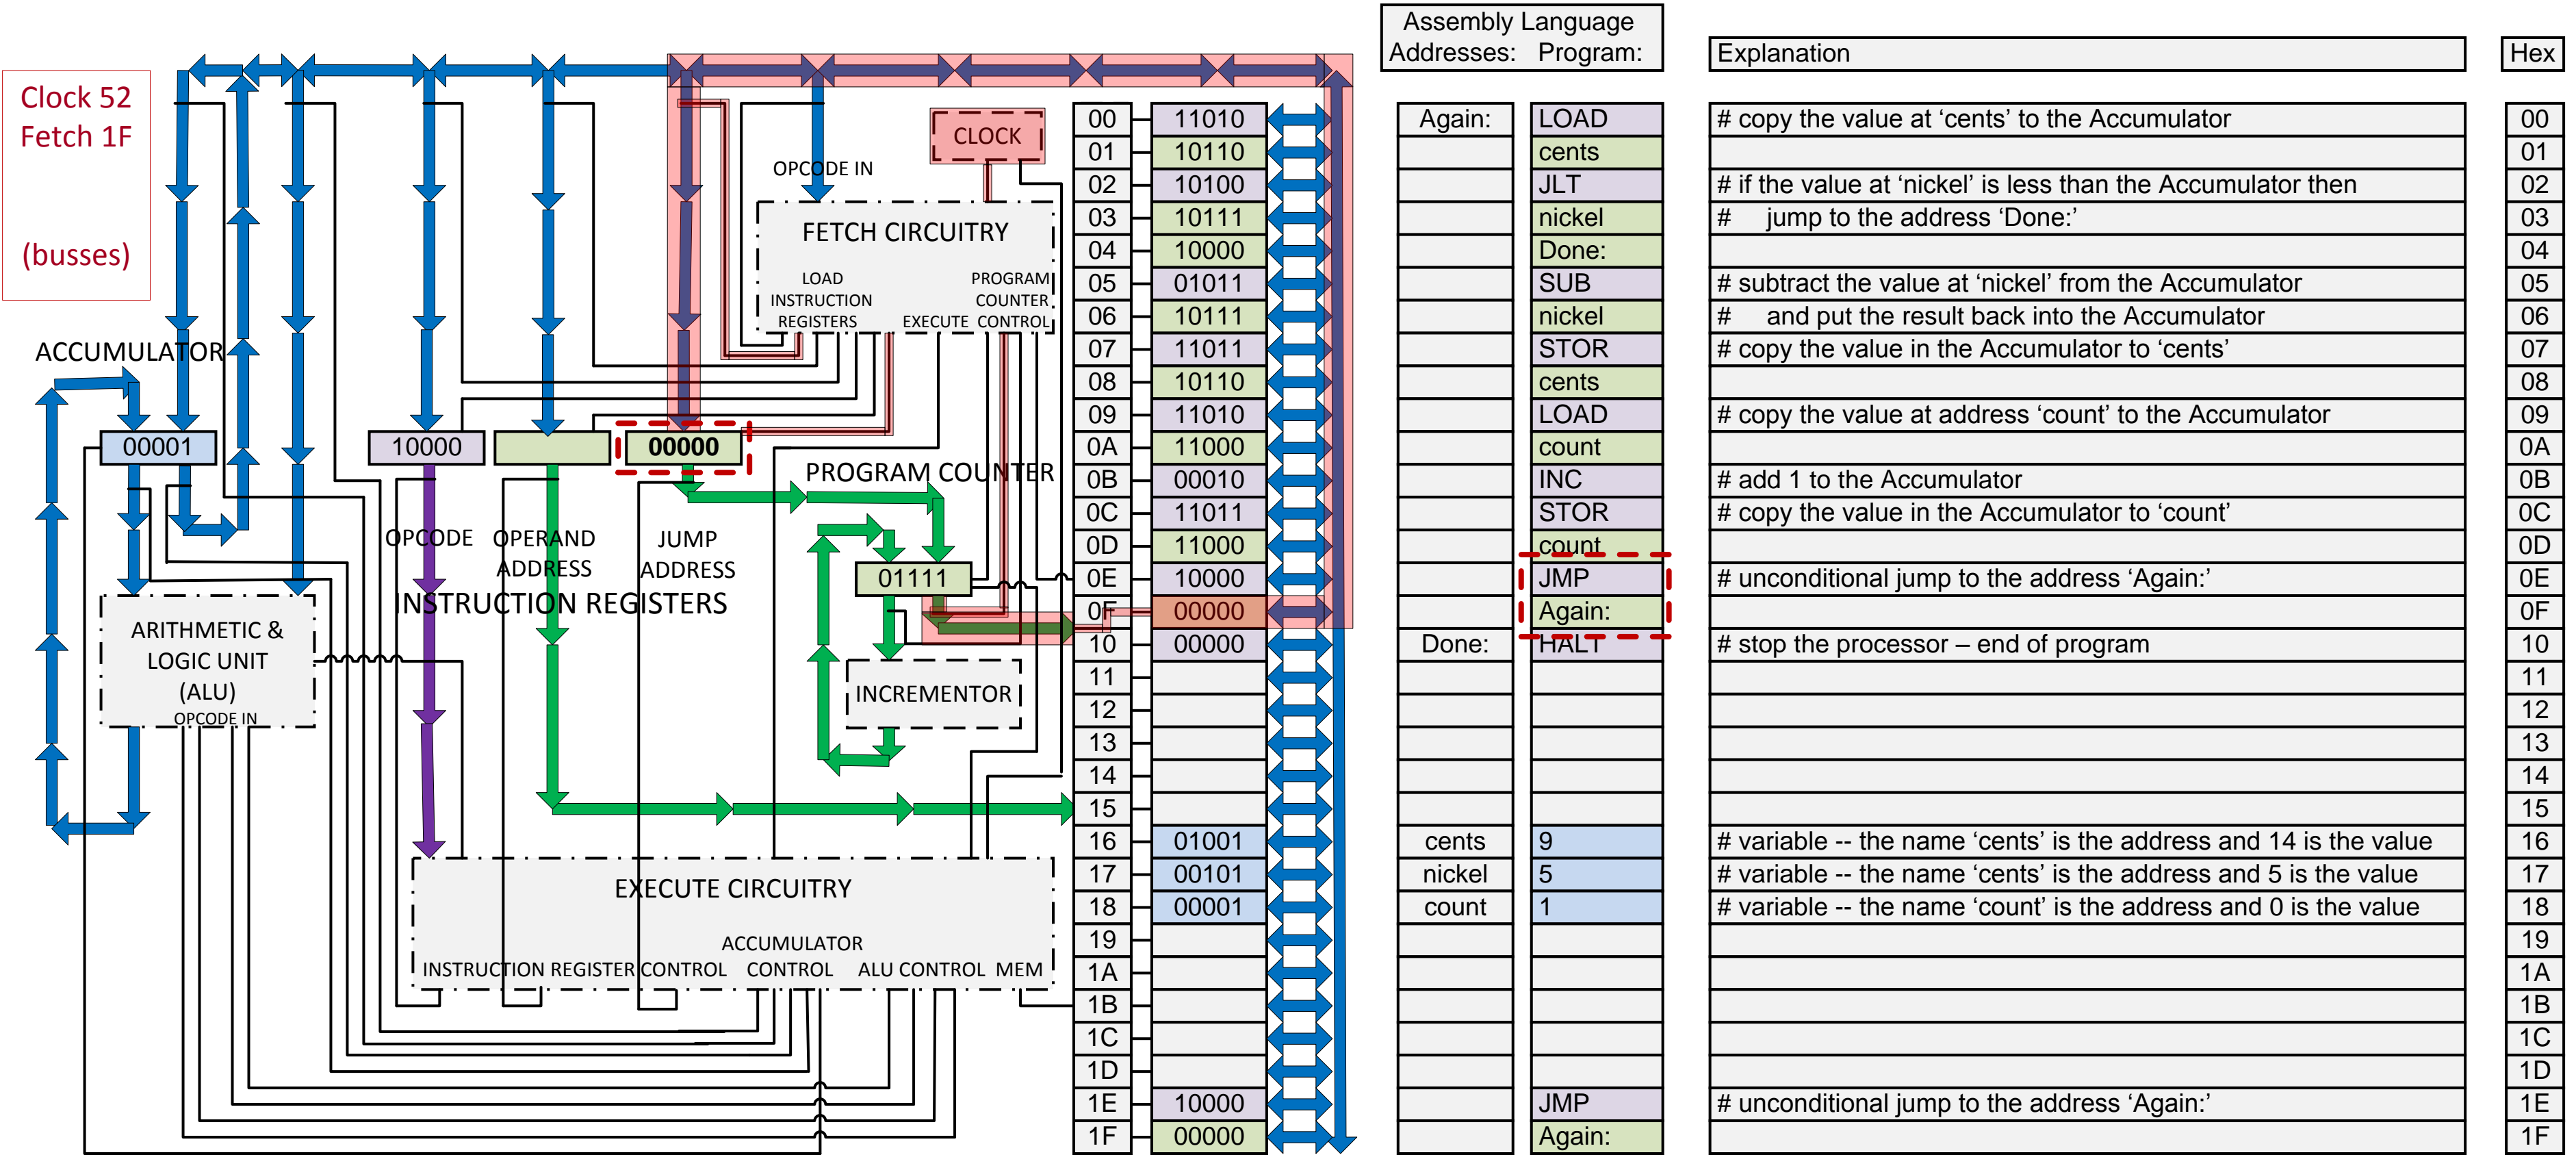 Clock 52
Fetch 1F
(busses)
ACCUMULATOR
00001
10000
00000
OPCODE
OPERAND
ADDRESS
JUMP
ADDRESS
INSTRUCTION REGISTERS
ARITHMETIC &
LOGIC UNIT
(ALU)
OPCODE IN
CLOCK
OPCODE IN
FETCH CIRCUITRY
LOAD
INSTRUCTION
REGISTERS
EXECUTE
PROGRAM
COUNTER
CONTROL
PROGRAM COUNTER
01111
INCREMENTOR
EXECUTE CIRCUITRY
INSTRUCTION REGISTER CONTROL
ACCUMULATOR
CONTROL
ALU CONTROL
MEM
Assembly Language
Addresses: Program:
Explanation
Hex
00 11010 Again: LOAD # copy the value at ‘cents’ to the Accumulator 00
01 10110 cents 01
02 10100 JLT # if the value at ‘nickel’ is less than the Accumulator then 02
03 10111 nickel # jump to the address ‘Done:’ 03
04 10000 Done: 04
05 01011 SUB # subtract the value at ‘nickel’ from the Accumulator 05
06 10111 nickel # and put the result back into the Accumulator 06
07 11011 STOR # copy the value in the Accumulator to ‘cents’ 07
08 10110 cents 08
09 11010 LOAD # copy the value at address ‘count’ to the Accumulator 09
0A 11000 count 0A
0B 00010 INC # add 1 to the Accumulator 0B
0C 11011 STOR # copy the value in the Accumulator to ‘count’ 0C
0D 11000 count 0D
0E 10000 JMP # unconditional jump to the address ‘Again:’ 0E
0F 00000 Again: 0F
10 00000 Done: HALT # stop the processor – end of program 10
11 11
12 12
13 13
14 14
15 15
16 01001 cents 9 # variable -- the name ‘cents’ is the address and 14 is the value 16
17 00101 nickel 5 # variable -- the name ‘cents’ is the address and 5 is the value 17
18 00001 count 1 # variable -- the name ‘count’ is the address and 0 is the value 18
19 19
1A 1A
1B 1B
1C 1C
1D 1D
1E 10000 JMP # unconditional jump to the address ‘Again:’ 1E
1F 00000 Again: 1F